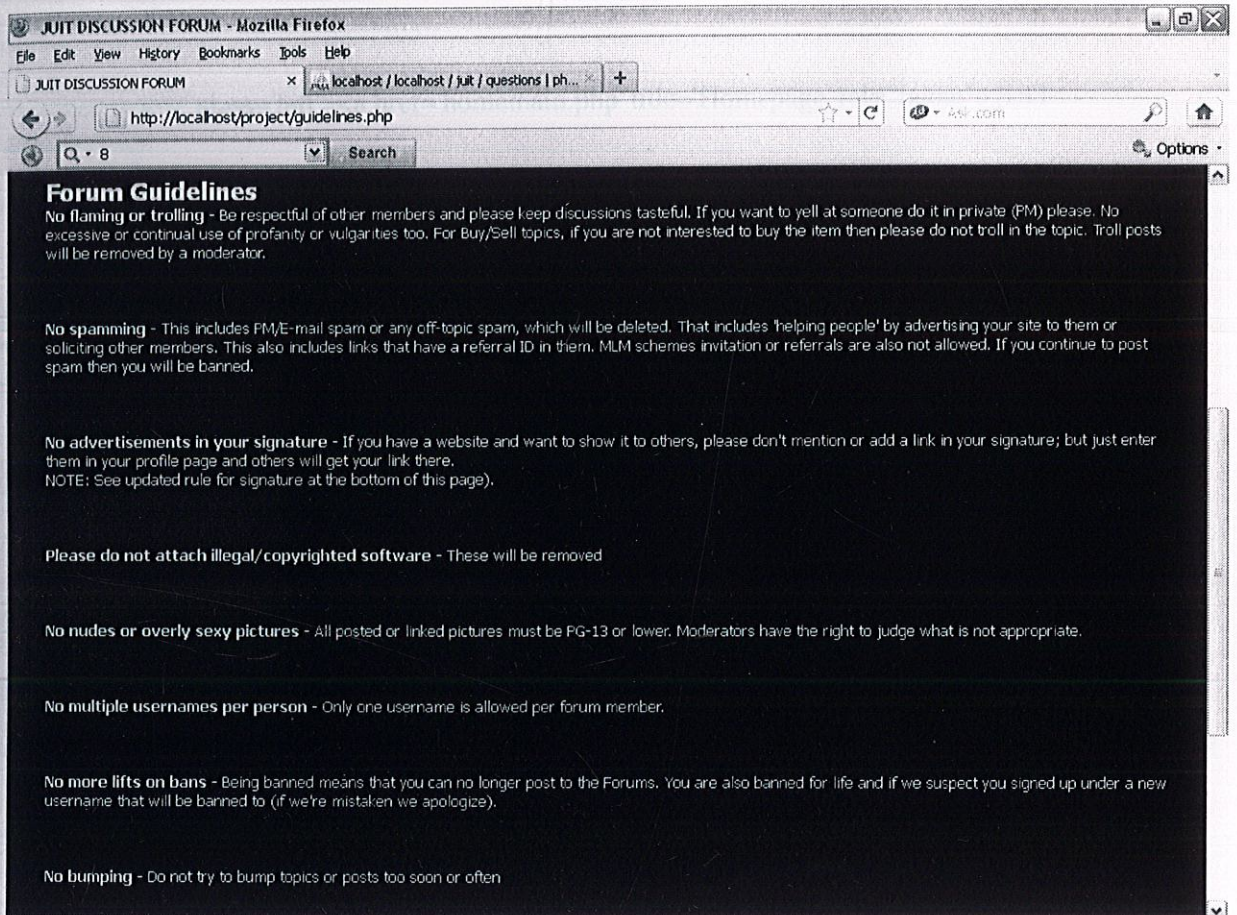 JUIT DISCUSSION FORUM - Mozilla Firefox
File Edit View History Bookmarks Tools Help
JUIT DISCUSSION FORUM × localhost / localhost / juit / questions | ph... × +
http://localhost/project/guidelines.php Ask.com
8 Search Options
Forum Guidelines
No flaming or trolling - Be respectful of other members and please keep discussions tasteful. If you want to yell at someone do it in private (PM) please. No
excessive or continual use of profanity or vulgarities too. For Buy/Sell topics, if you are not interested to buy the item then please do not troll in the topic. Troll posts
will be removed by a moderator.
No spamming - This includes PM/E-mail spam or any off-topic spam, which will be deleted. That includes 'helping people' by advertising your site to them or
soliciting other members. This also includes links that have a referral ID in them. MLM schemes invitation or referrals are also not allowed. If you continue to post
spam then you will be banned.
No advertisements in your signature - If you have a website and want to show it to others, please don't mention or add a link in your signature; but just enter
them in your profile page and others will get your link there.
NOTE: See updated rule for signature at the bottom of this page).
Please do not attach illegal/copyrighted software - These will be removed
No nudes or overly sexy pictures - All posted or linked pictures must be PG-13 or lower. Moderators have the right to judge what is not appropriate.
No multiple usernames per person - Only one username is allowed per forum member.
No more lifts on bans - Being banned means that you can no longer post to the Forums. You are also banned for life and if we suspect you signed up under a new
username that will be banned to (if we're mistaken we apologize).
No bumping - Do not try to bump topics or posts too soon or often